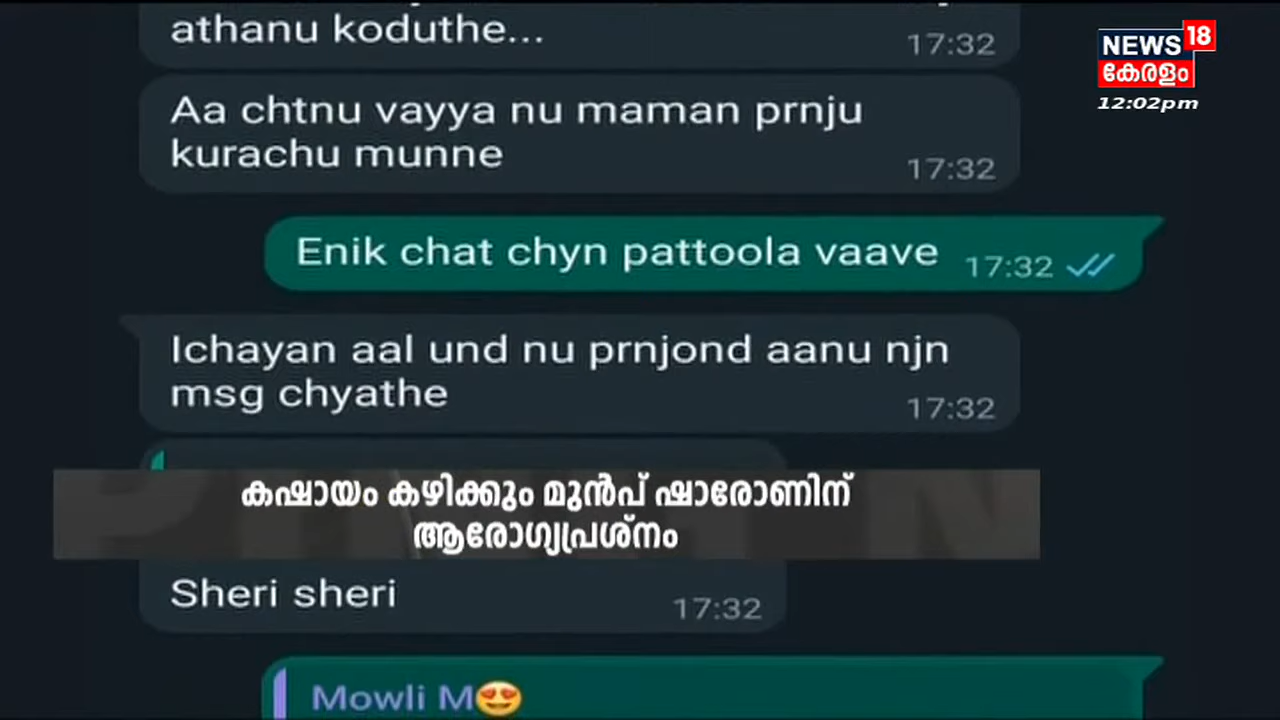 athanu koduthe...
17:32
NEWS 18
കേരളം
12:02pm
Aa chtnu vayya nu maman prnju
kurachu munne
17:32
Enik chat chyn pattoola vaave 17:32
Ichayan aal und nu prnjond aanu njn
msg chyathe
17:32
കഷായം കഴിക്കും മുൻപ് ഷാരോണിന്
ആരോഗ്യപ്രശ്നം
Sheri sheri
17:32
Mowli M😍